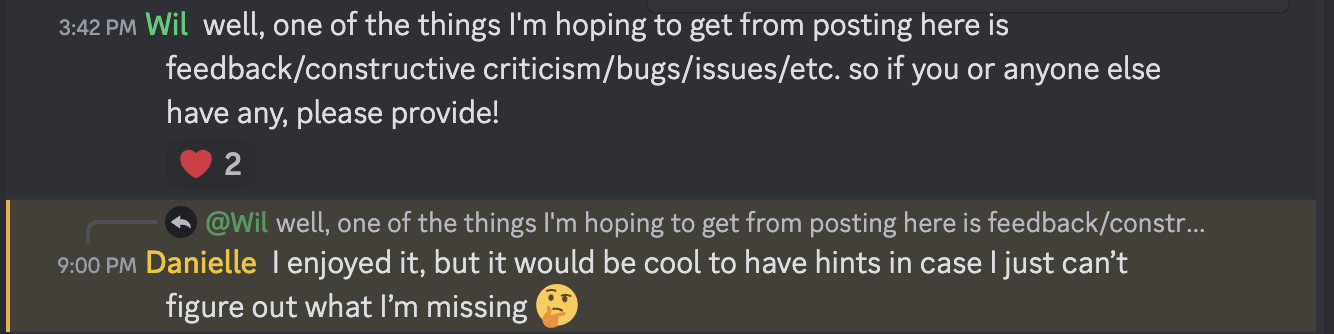 3:42 PM Wil well, one of the things I'm hoping to get from posting here is
feedback/constructive criticism/bugs/issues/etc. so if you or anyone else
have any, please provide!
❤️ 2
@Wil well, one of the things I'm hoping to get from posting here is feedback/constr...
9:00 PM Danielle I enjoyed it, but it would be cool to have hints in case I just can’t
figure out what I’m missing 🤔